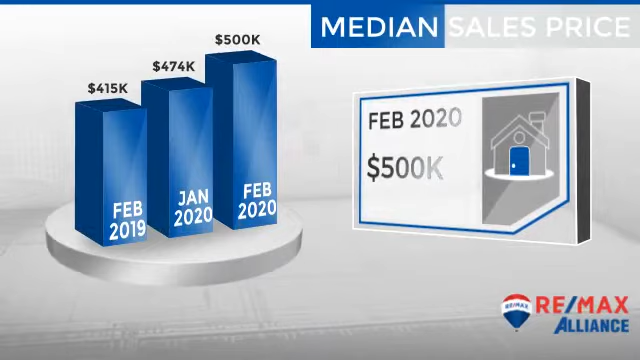 MEDIAN SALES PRICE
$415K
$474K
$500K
FEB
2019
JAN
2020
FEB
2020
FEB 2020
$500K
RE/MAX
RE/MAX
ALLIANCE